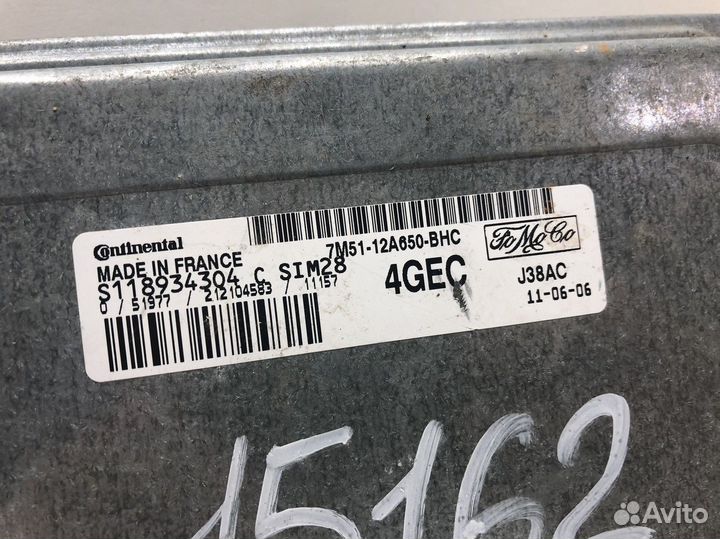 Continental
MADE IN FRANCE
S118934304 C SIM28
0 / 51977 / 212104583 / 11157
7M51-12A650-BHC
4GEC
FoMoCo
J38AC
11-06-06
15162
Avito